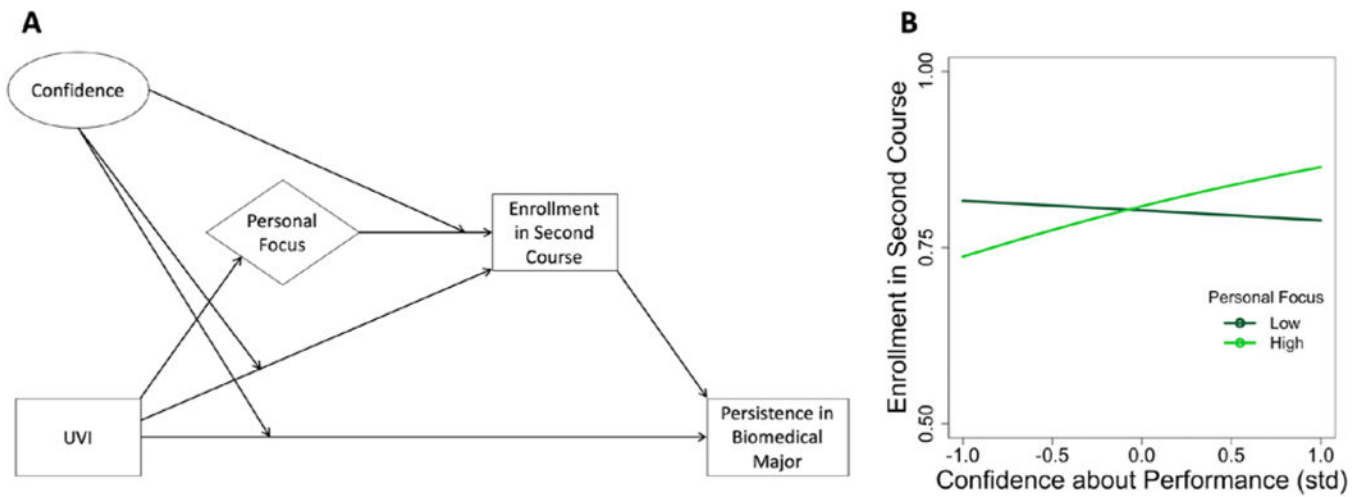 A
Confidence
Personal
Focus
Enrollment
in Second
Course
UVI
Persistence in
Biomedical
Major
B
Enrollment in Second Course
1.00
0.75
0.50
Personal Focus
Low
High
-1.0 -0.5 0.0 0.5 1.0
Confidence about Performance (std)